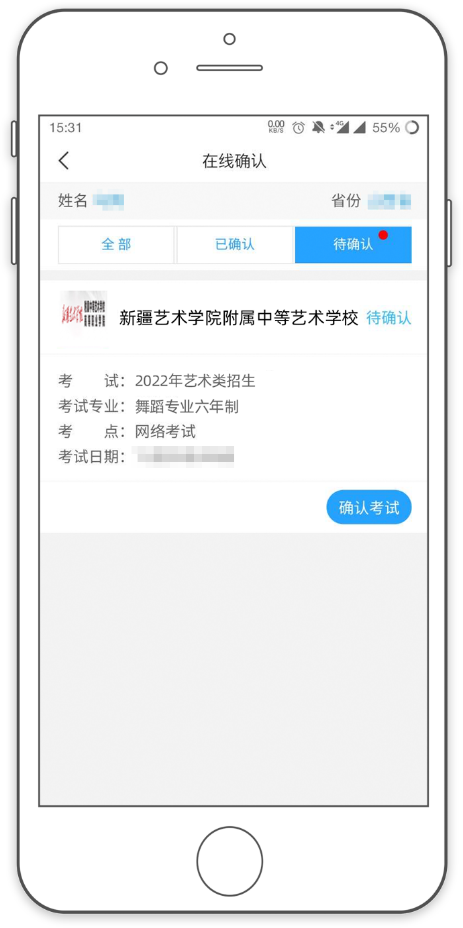 15:31
0.00
KB/S
4G
55%
在线确认
姓名
省份
全部
已确认
待确认
新疆艺术学院附属中等艺术学校 待确认
考 试：2022年艺术类招生
考试专业：舞蹈专业六年制
考 点：网络考试
考试日期：
确认考试